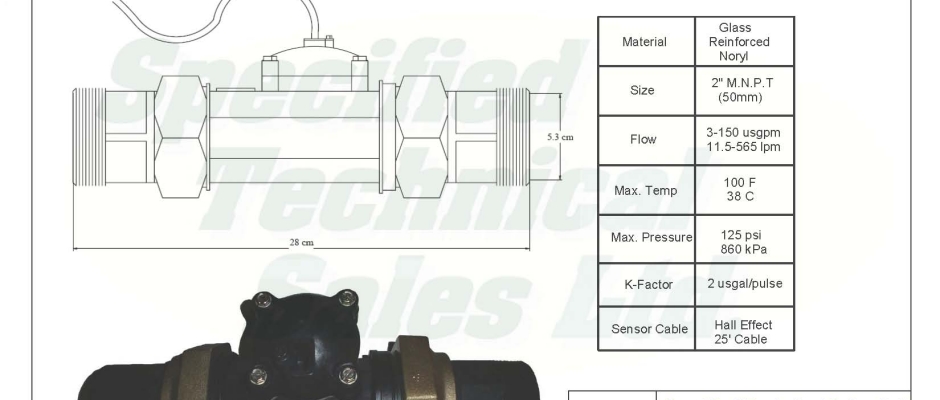 Specified
Technical
Sales Ltd
5.3 cm
28 cm
Material
Glass
Reinforced
Noryl
Size
2" M.N.P.T
(50mm)
Flow
3-150 usgpm
11.5-565 lpm
Max. Temp
100 F
38 C
Max. Pressure
125 psi
860 kPa
K-Factor
2 usgal/pulse
Sensor Cable
Hall Effect
25' Cable